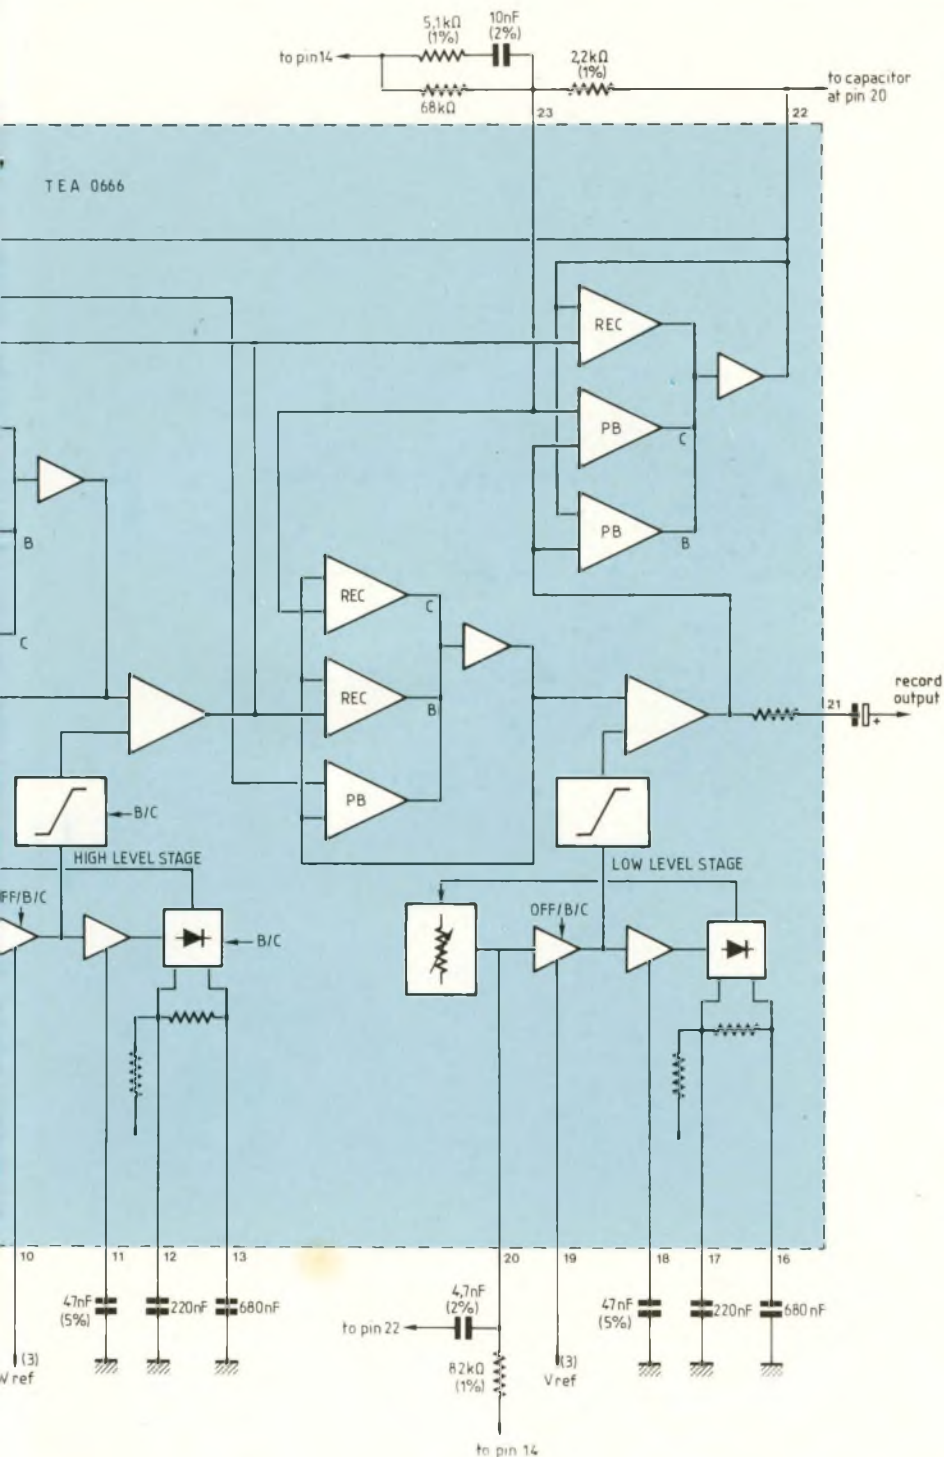 5,1kΩ
(1%)
10nF
(2%)
to pin 14
68kΩ
2,2kΩ
(1%)
to capacitor
at pin 20
23
22
TEA 0666
REC
PB
C
PB
B
B
C
REC
C
REC
B
PB
record
output
21
+
B/C
HIGH LEVEL STAGE
LOW LEVEL STAGE
FF/B/C
B/C
OFF/B/C
10
11
12
13
20
19
18
17
16
47nF
(5%)
220nF
680nF
4,7nF
(2%)
to pin 22
47nF
(5%)
220nF
680nF
(3)
Vref
82kΩ
(1%)
(3)
Vref
to pin 14